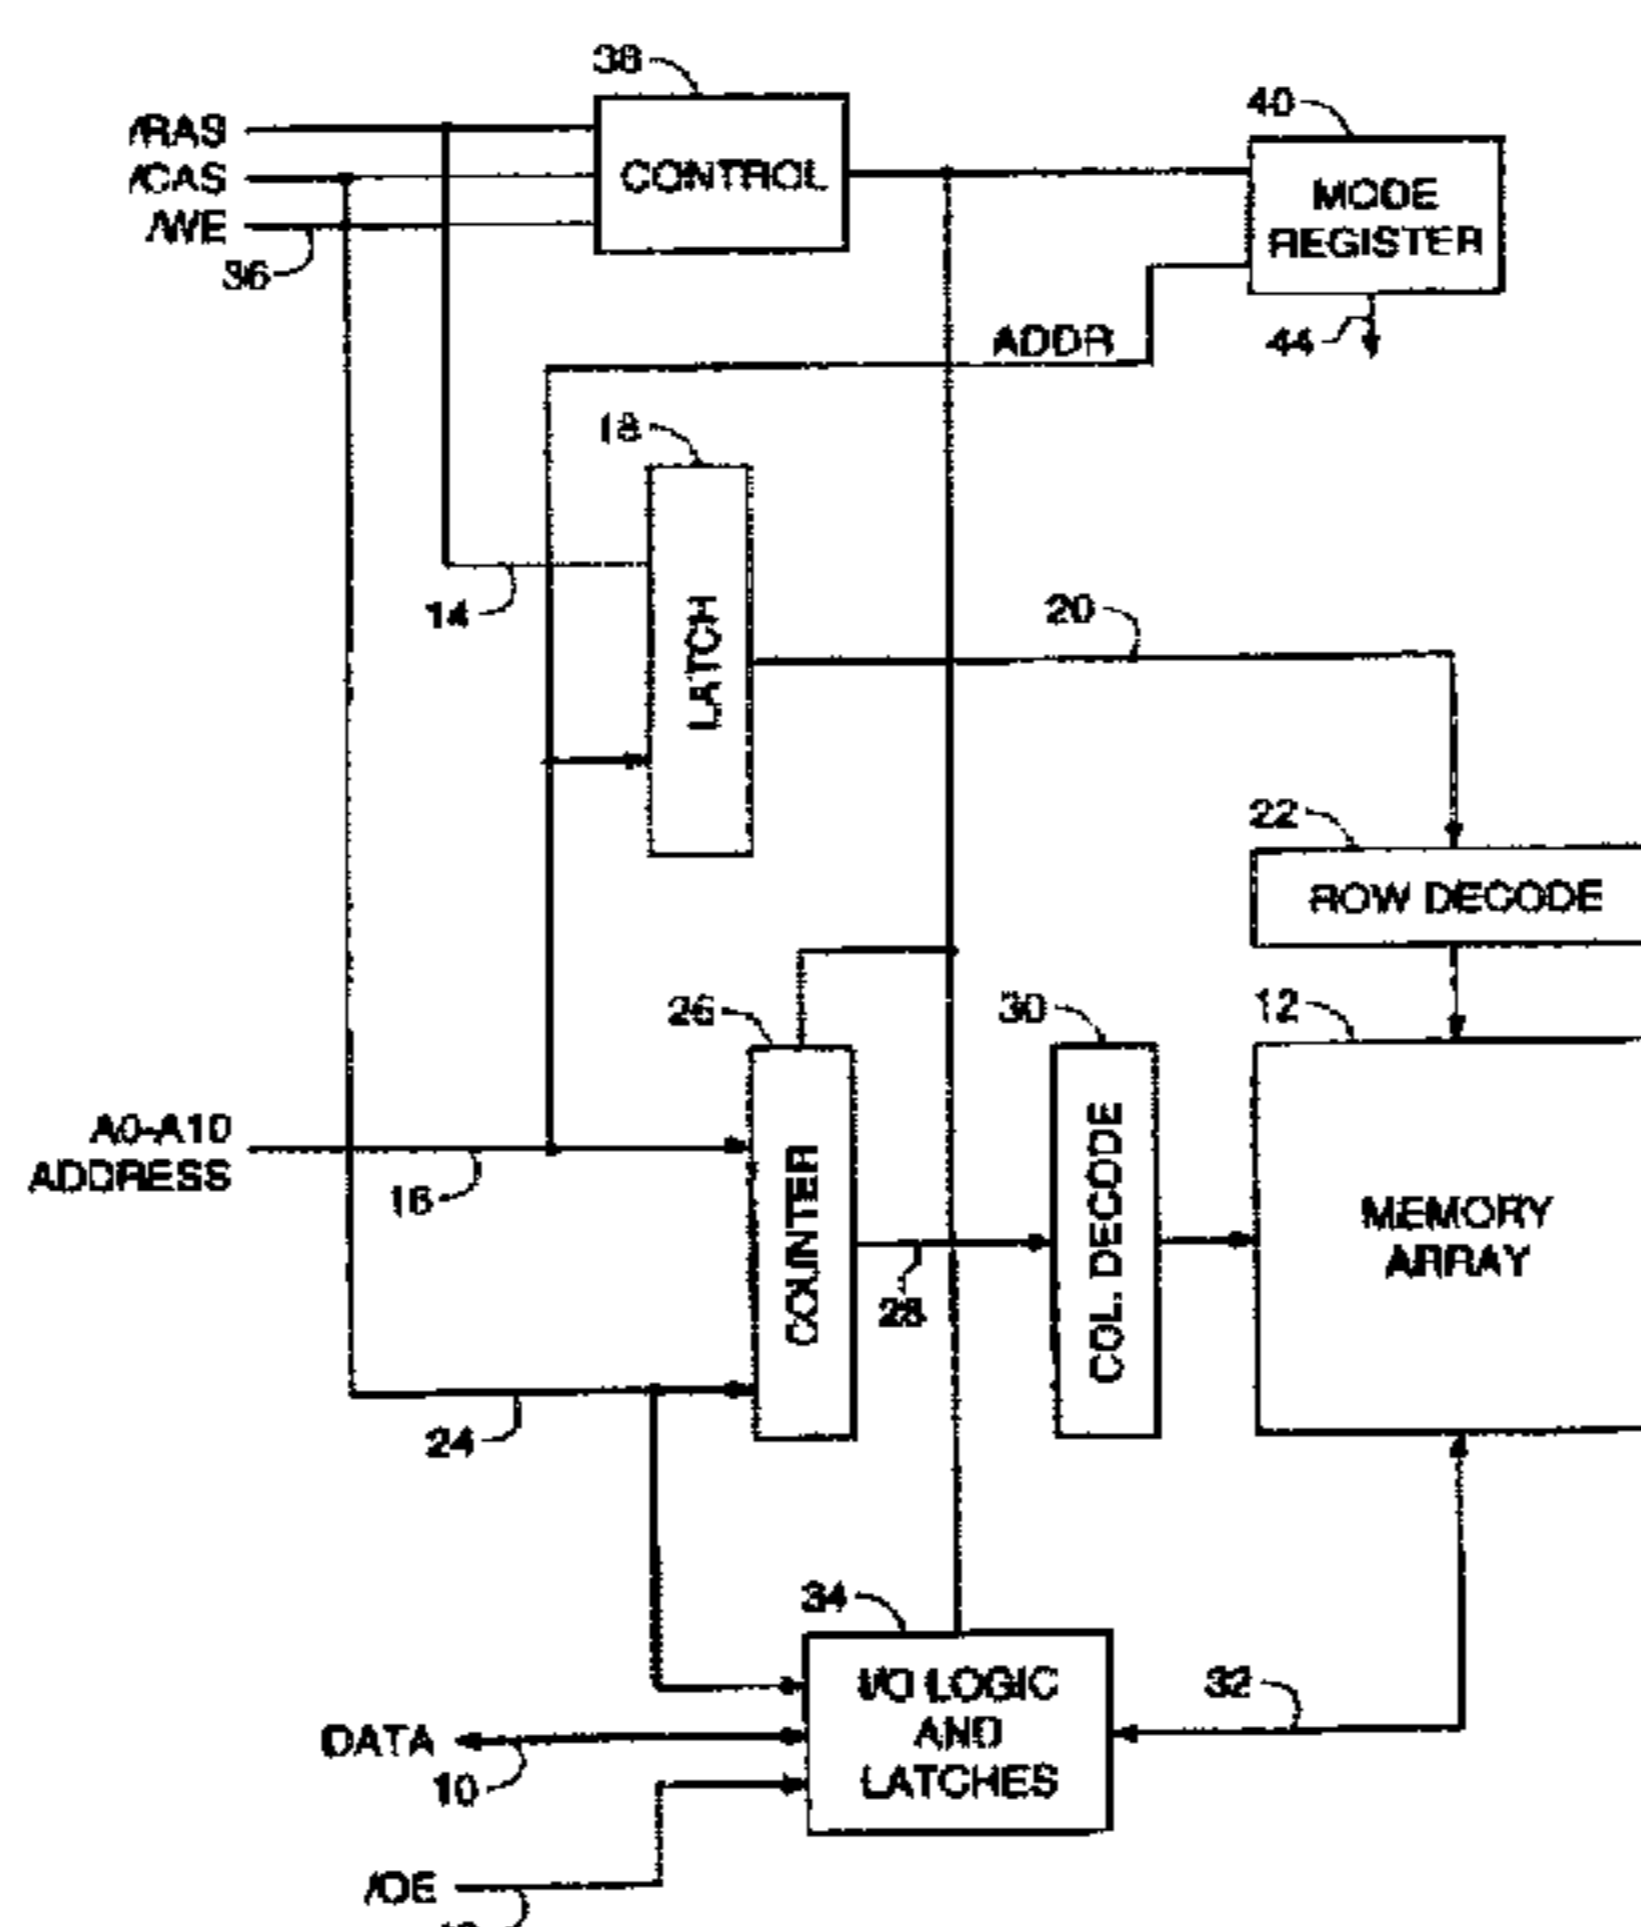 38
/RAS
/CAS
/WE
36
CONTROL
40
MODE
REGISTER
44
ADDR
18
LATCH
14
20
22
ROW DECODE
26
30
12
A0-A10
ADDRESS
16
COUNTER
28
COL. DECODE
MEMORY
ARRAY
24
34
I/O LOGIC
AND
LATCHES
32
DATA
10
/OE